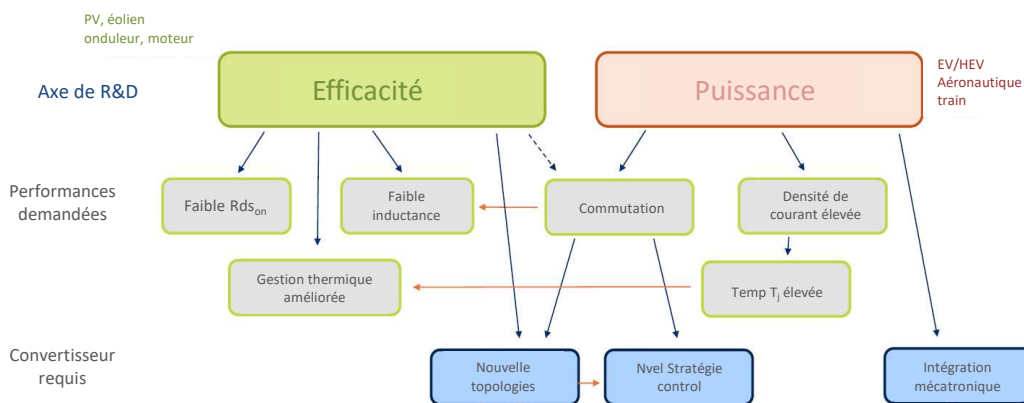 PV, éolien
onduleur, moteur
Axe de R&D
Efficacité
Puissance
EV/HEV
Aéronautique
train
Performances
demandées
Faible Rdson
Faible
inductance
Commutation
Densité de
courant élevée
Gestion thermique
améliorée
Temp Tj élevée
Convertisseur
requis
Nouvelle
topologies
Nvel Stratégie
control
Intégration
mécatronique